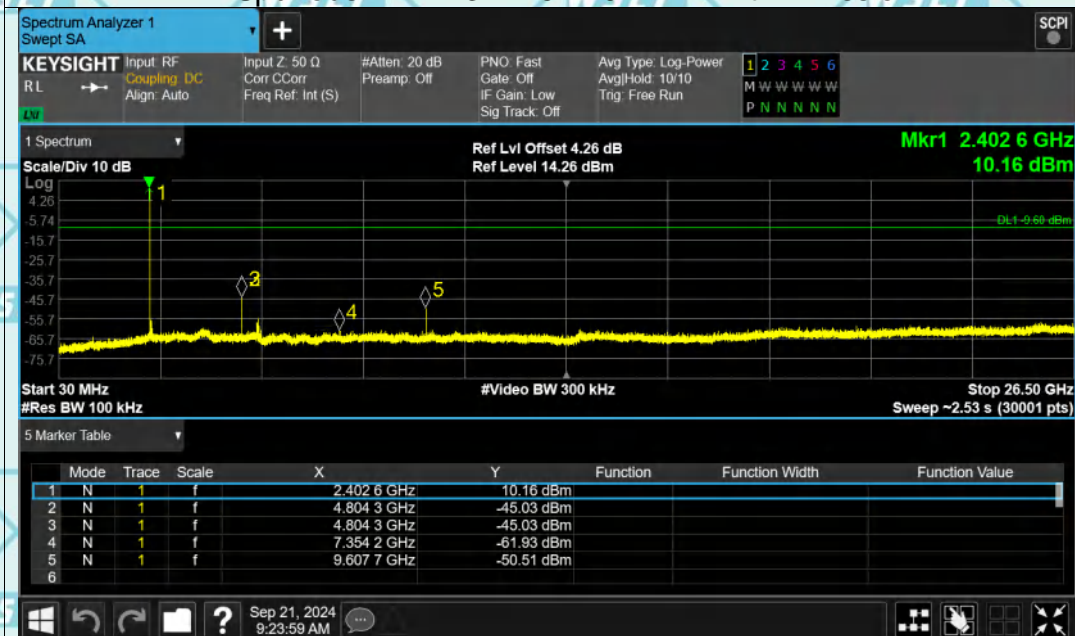 Spectrum Analyzer 1
Swept SA
+
SCPI
KEYSIGHT Input: RF Input Z: 50 Ω #Atten: 20 dB PNO: Fast Avg Type: Log-Power 1 2 3 4 5 6
RL Coupling: DC Corr CCorr Preamp: Off Gate: Off Avg|Hold: 10/10 M W W W W W
Align: Auto Freq Ref: Int (S) IF Gain: Low Trig: Free Run
LXI Sig Track: Off P N N N N N
1 Spectrum Ref Lvl Offset 4.26 dB Mkr1 2.402 6 GHz
Scale/Div 10 dB Ref Level 14.26 dBm 10.16 dBm
Log
1
4.26
-5.74
DL1 -9.60 dBm
-15.7
-25.7
-35.7
3
-45.7
5
-55.7
4
-65.7
-75.7
Start 30 MHz #Video BW 300 kHz Stop 26.50 GHz
#Res BW 100 kHz Sweep ~2.53 s (30001 pts)
5 Marker Table
Mode Trace Scale X Y Function Function Width Function Value
1 N 1 f 2.402 6 GHz 10.16 dBm
2 N 1 f 4.804 3 GHz -45.03 dBm
3 N 1 f 4.804 3 GHz -45.03 dBm
4 N 1 f 7.354 2 GHz -61.93 dBm
5 N 1 f 9.607 7 GHz -50.51 dBm
6
? Sep 21, 2024
9:23:59 AM